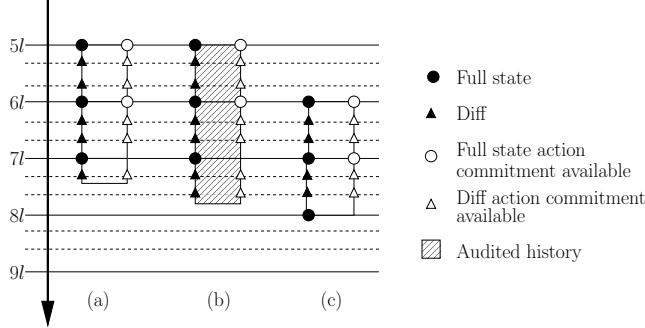 5l
6l
7l
8l
9l
(a) (b) (c)
Full state
Diff
Full state action
commitment available
Diff action commitment
available
Audited history